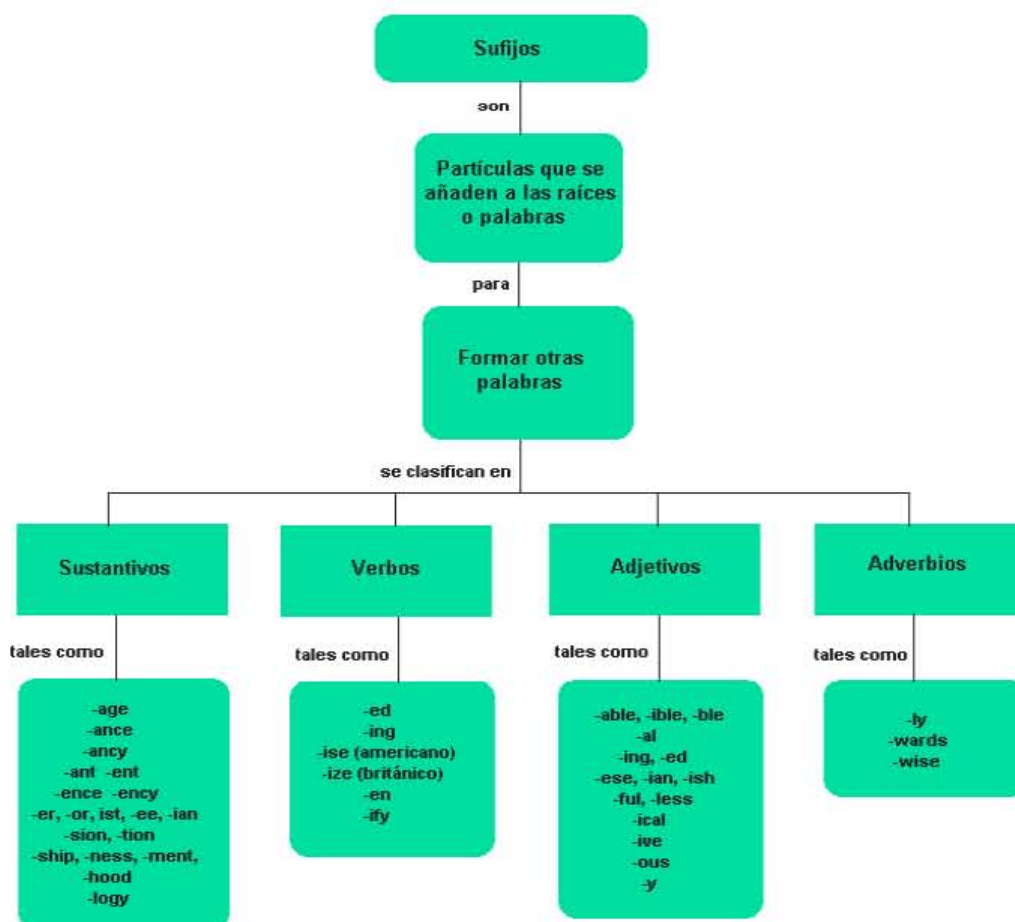 Sufijos
son
Partículas que se
añaden a las raíces
o palabras
para
Formar otras
palabras
se clasifican en
Sustantivos
Verbos
Adjetivos
Adverbios
tales como
tales como
tales como
tales como
-age
-ance
-ancy
-ant -ent
-ence -ency
-er, -or, ist, -ee, -ian
-sion, -tion
-ship, -ness, -ment,
-hood
-logy
-ed
-ing
-ise (americano)
-ize (británico)
-en
-ify
-able, -ible, -ble
-al
-ing, -ed
-ese, -ian, -ish
-ful, -less
-ical
-ive
-ous
-y
-ly
-wards
-wise